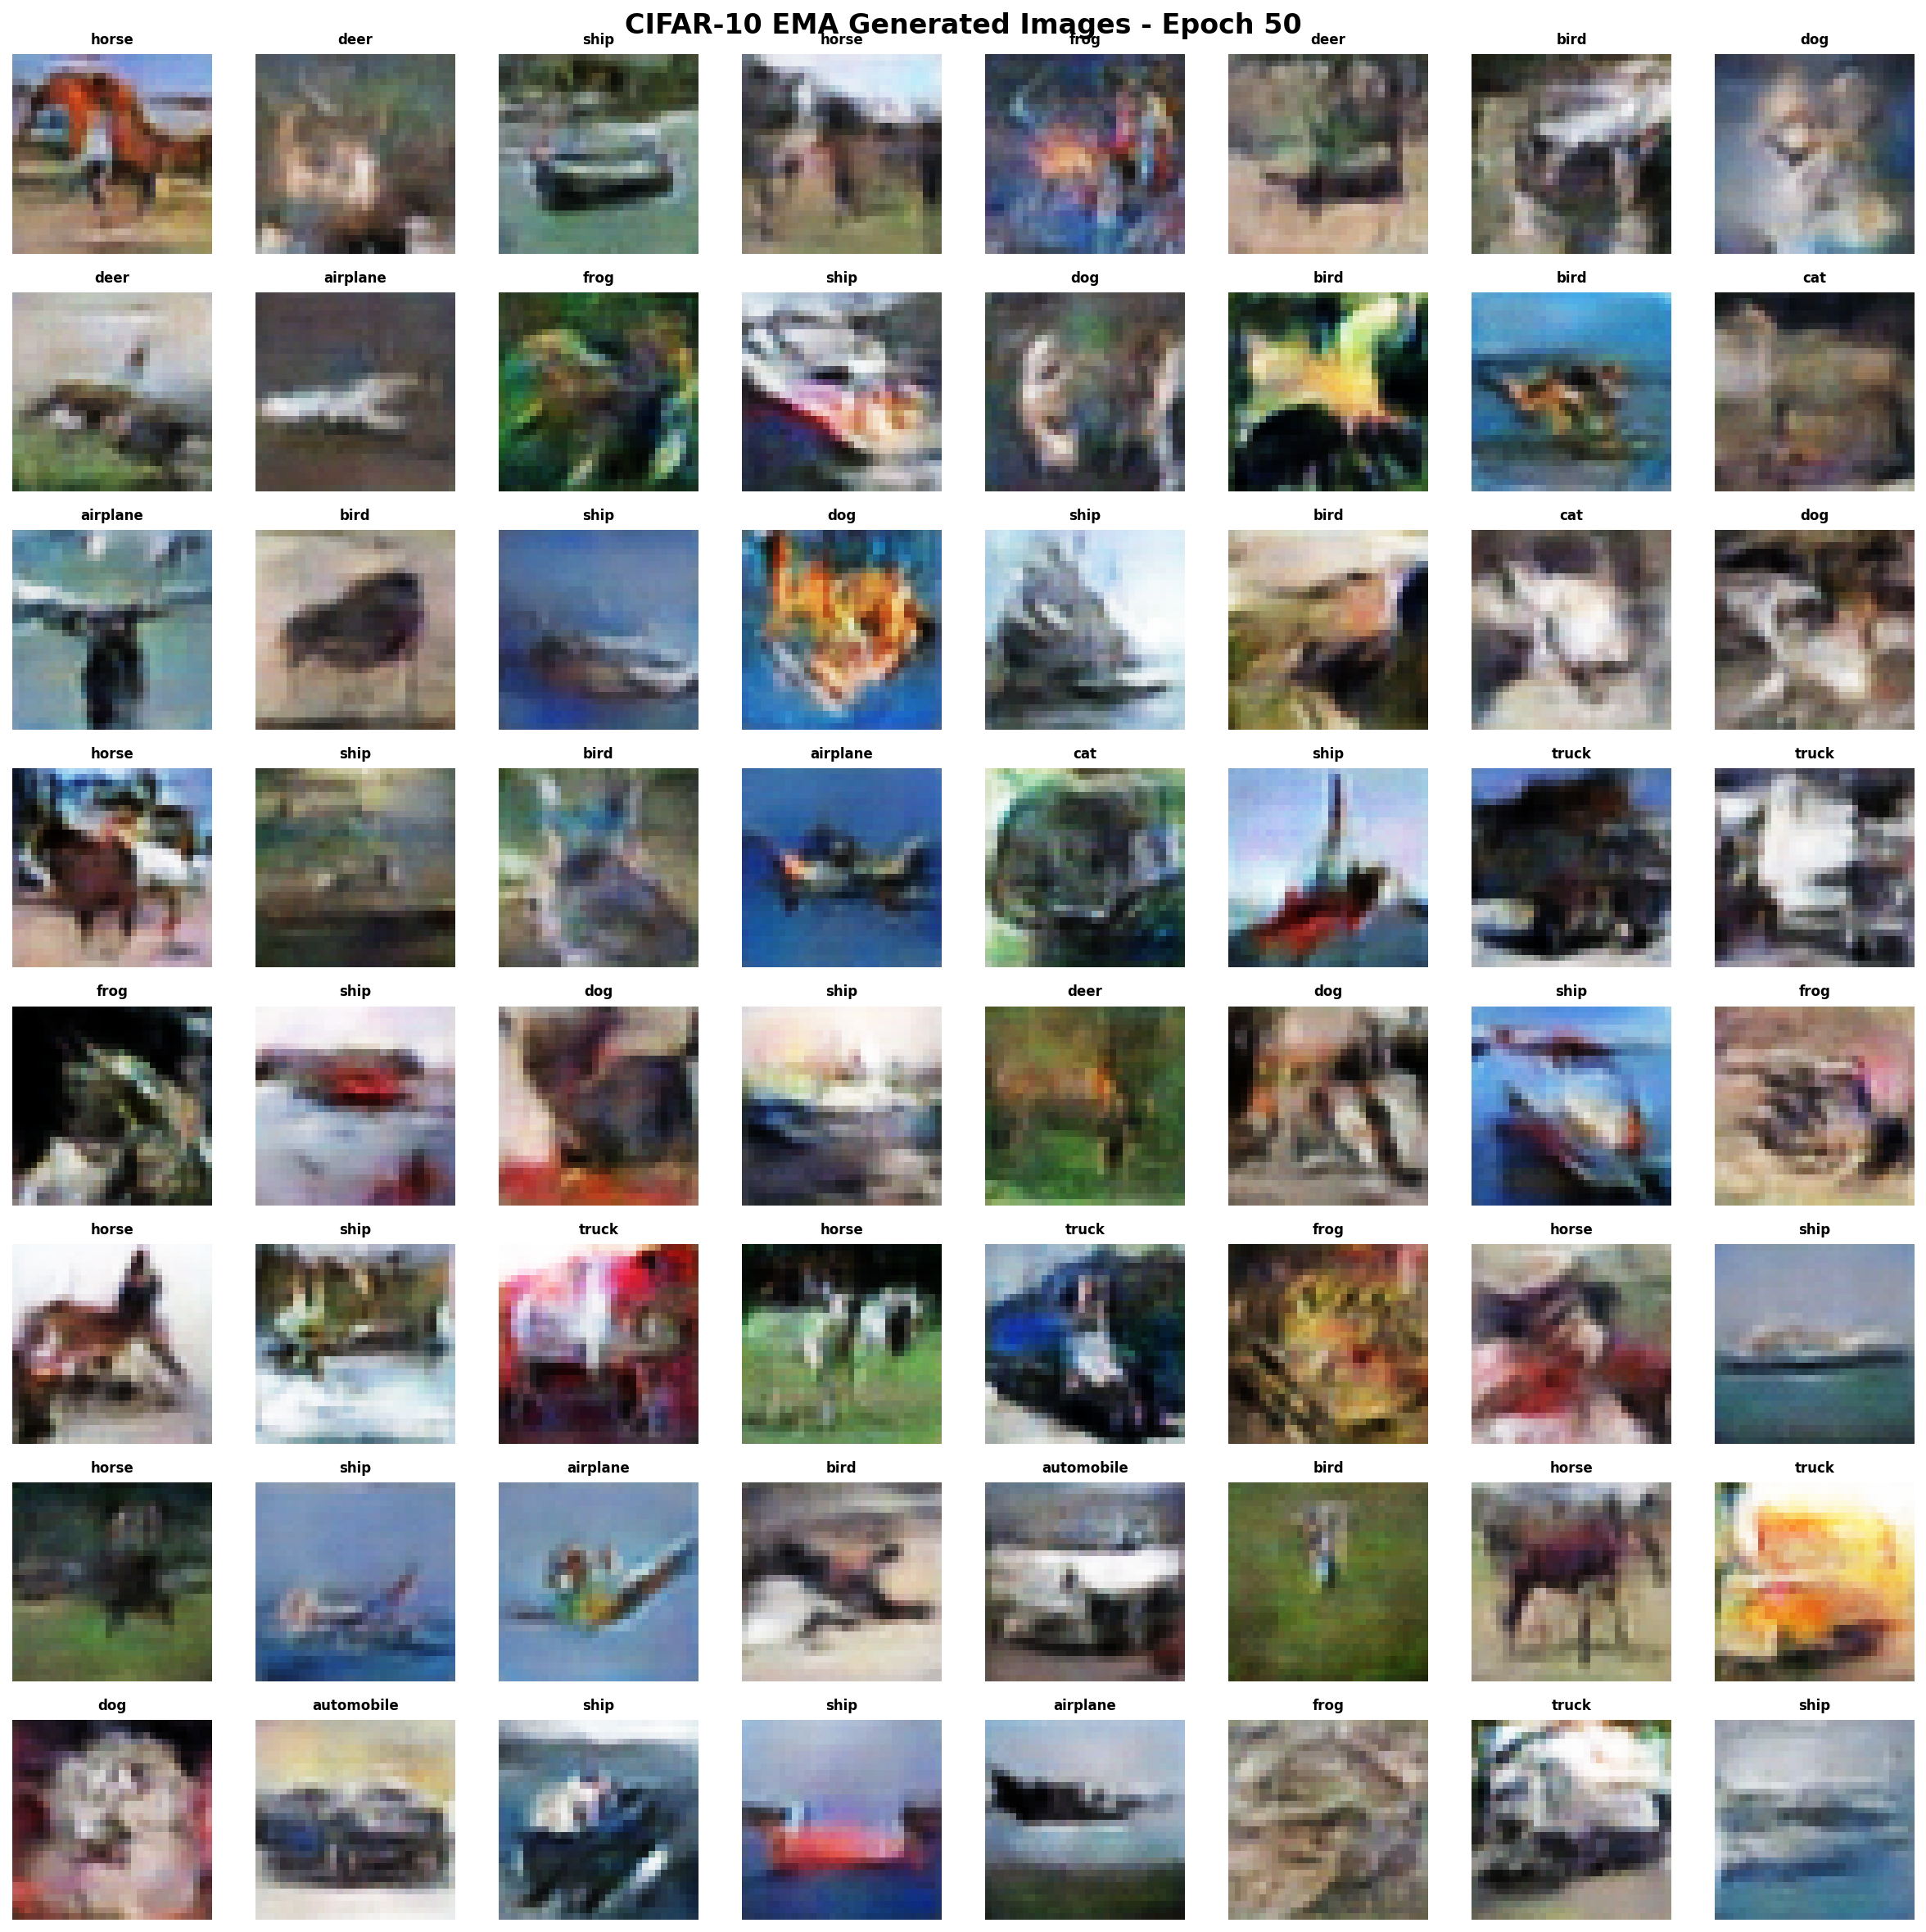 CIFAR-10 EMA Generated Images - Epoch 50
horse deer ship horse frog deer bird dog
deer airplane frog ship dog bird bird cat
airplane bird ship dog ship bird cat dog
horse ship bird airplane cat ship truck truck
frog ship dog ship deer dog ship frog
horse ship truck horse truck frog horse ship
horse ship airplane bird automobile bird horse truck
dog automobile ship ship airplane frog truck ship